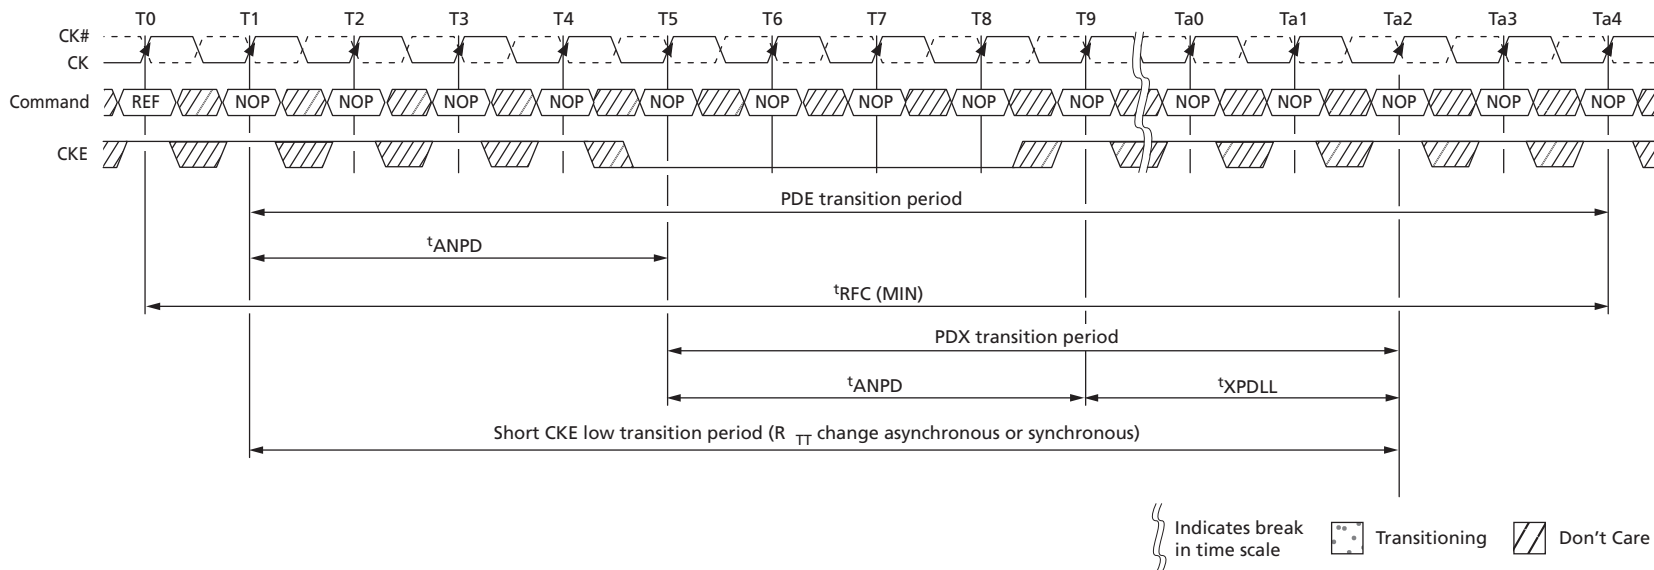 T0 T1 T2 T3 T4 T5 T6 T7 T8 T9 Ta0 Ta1 Ta2 Ta3 Ta4
CK#
CK
Command REF NOP NOP NOP NOP NOP NOP NOP NOP NOP NOP NOP NOP NOP NOP
CKE
PDE transition period
tANPD
tRFC (MIN)
PDX transition period
tANPD tXPDLL
Short CKE low transition period (R TT change asynchronous or synchronous)
Indicates break
in time scale
Transitioning
Don't Care